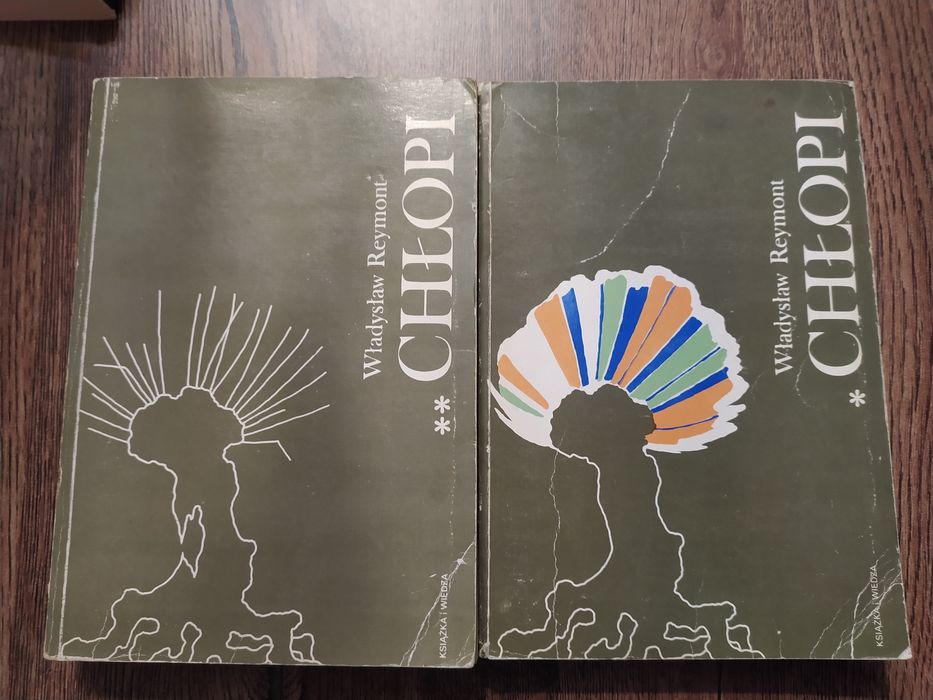 Władysław Reymont
CHŁOPI
**
KSIĄŻKA i WIEDZA
Władysław Reymont
CHŁOPI
*
KSIĄŻKA i WIEDZA